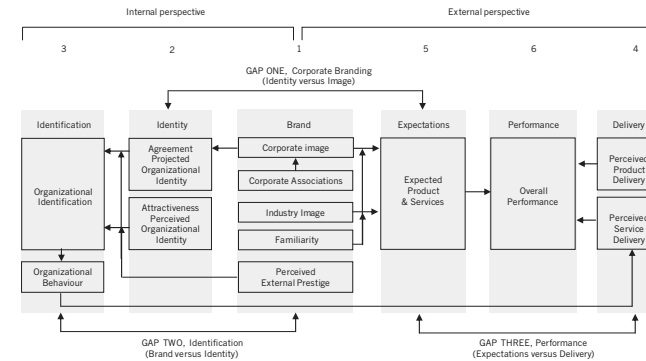 Internal perspective
External perspective
3
2
1
5
6
4
GAP ONE, Corporate Branding
(Identity versus Image)
Identification
Identity
Brand
Expectations
Performance
Delivery
Organizational
Identification
Agreement
Projected
Organizational
Identity
Attractiveness
Perceived
Organizational
Identity
Corporate image
Corporate Associations
Industry Image
Familiarity
Expected
Product
& Services
Overall
Performance
Perceived
Product
Delivery
Perceived
Service
Delivery
Organizational
Behaviour
Perceived
External Prestige
GAP TWO, Identification
(Brand versus Identity)
GAP THREE, Performance
(Expectations versus Delivery)